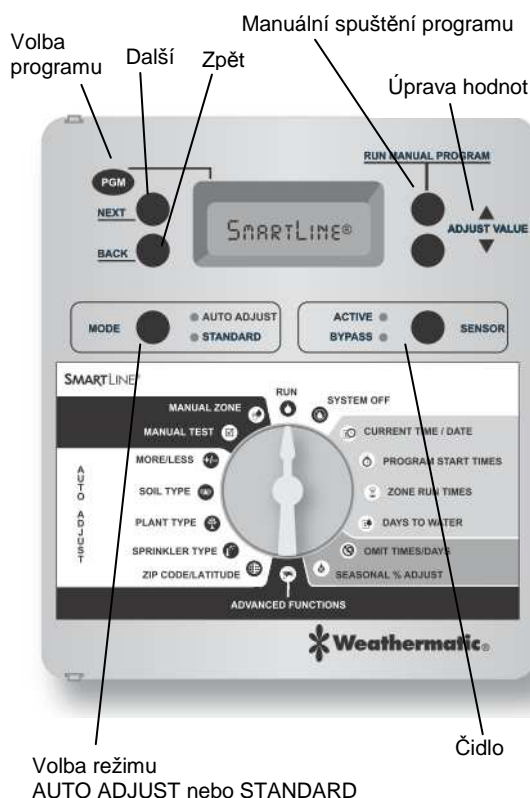 Manuální spuštění programu
Volba
programu
Další
Zpět
Úprava hodnot
RUN MANUAL PROGRAM
PGM
NEXT
SMARTLINE®
ADJUST VALUE
BACK
MODE
AUTO ADJUST
STANDARD
ACTIVE
BYPASS
SENSOR
SMARTLINE®
RUN
MANUAL ZONE
SYSTEM OFF
MANUAL TEST
CURRENT TIME / DATE
MORE/LESS
+/-
PROGRAM START TIMES
SOIL TYPE
ZONE RUN TIMES
PLANT TYPE
DAYS TO WATER
SPRINKLER TYPE
OMIT TIMES/DAYS
ZIP CODE/LATITUDE
SEASONAL % ADJUST
AUTO ADJUST
ADVANCED FUNCTIONS
Weathermatic®
Čidlo
Volba režimu
AUTO ADJUST nebo STANDARD